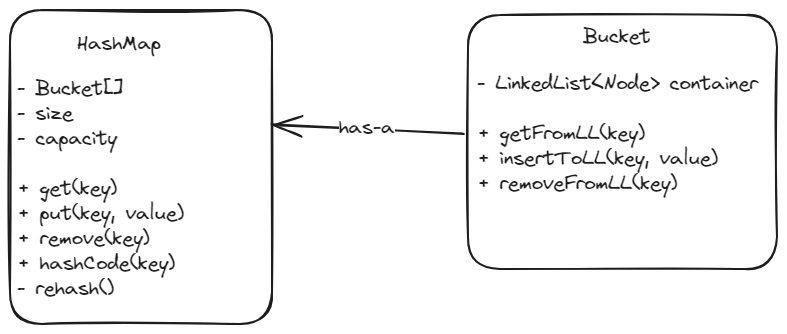 HashMap
- Bucket[]
- size
- capacity
+ get(key)
+ put(key, value)
+ remove(key)
+ hashCode(key)
- rehash()
has-a
Bucket
- LinkedList<Node> container
+ getFromLL(key)
+ insertToLL(key, value)
+ removeFromLL(key)